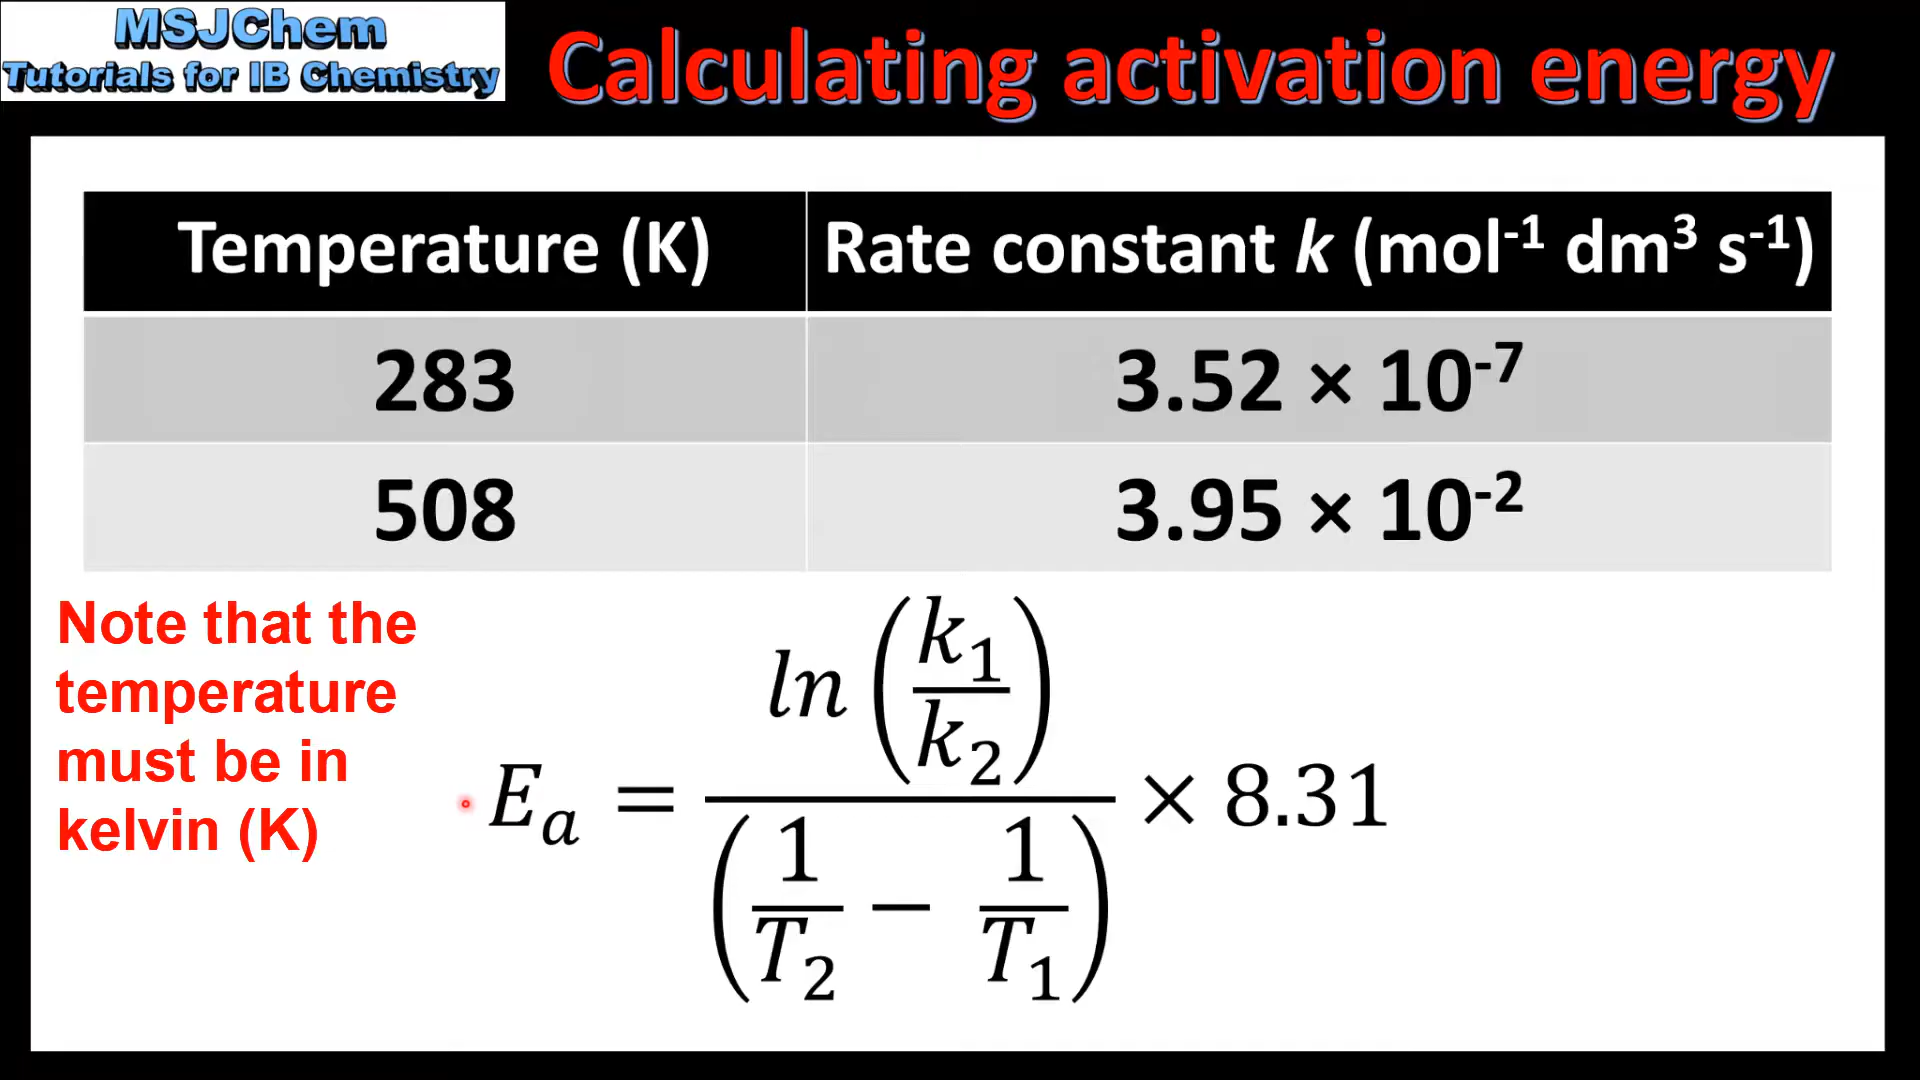 MSJChem
Tutorials for IB Chemistry
Calculating activation energy
Temperature (K) Rate constant k (mol⁻¹ dm³ s⁻¹)
283 3.52 × 10⁻⁷
508 3.95 × 10⁻²
Note that the
temperature
must be in
kelvin (K)
Eₐ = ln(k₁/k₂) / (1/T₂ − 1/T₁) × 8.31